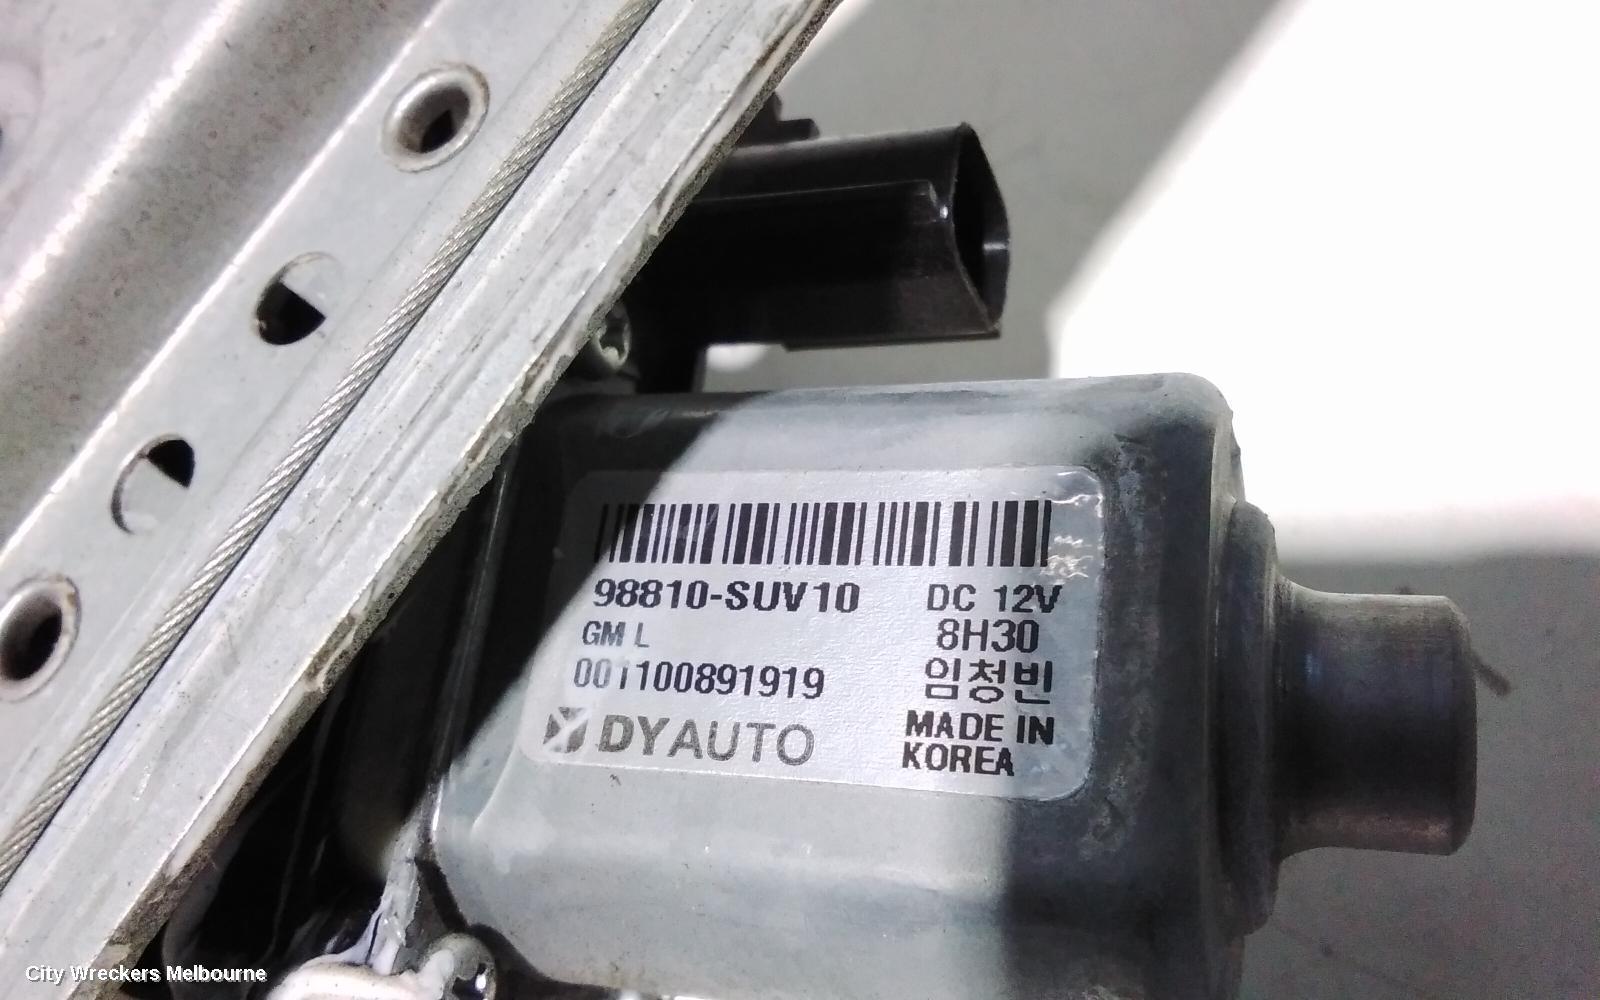 98810-SUV10 DC 12V
GM L 8H30
001100891919 임청빈
DYAUTO MADE IN
KOREA
City Wreckers Melbourne